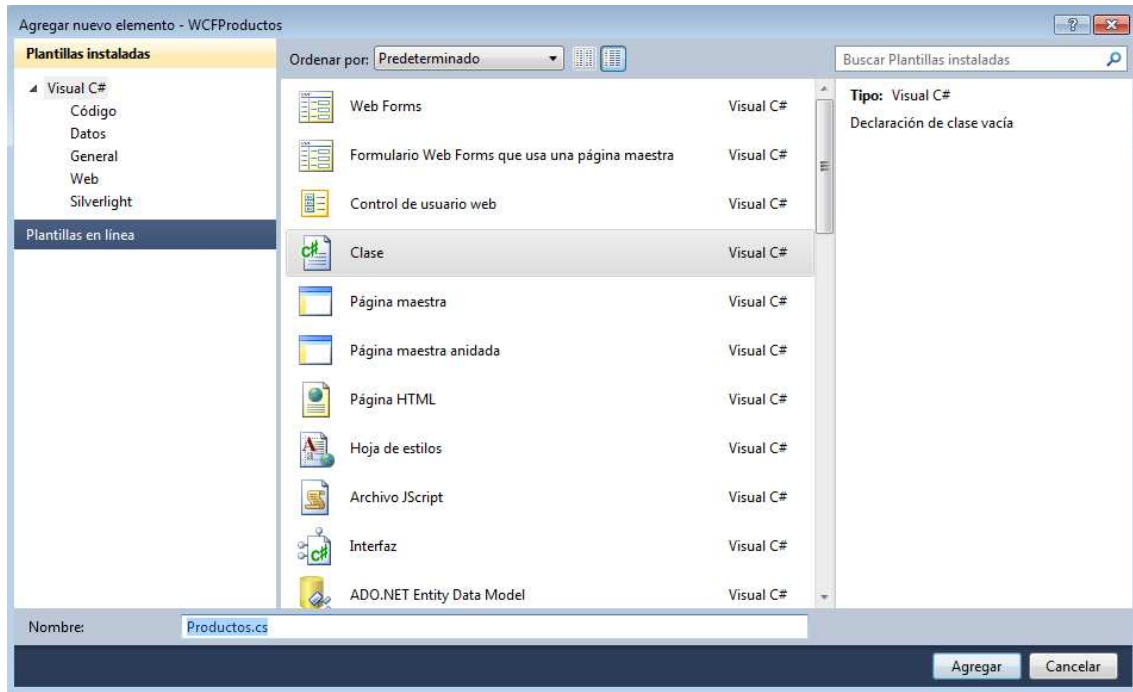 Agregar nuevo elemento - WCFProductos
Plantillas instaladas
Visual C#
Código
Datos
General
Web
Silverlight
Plantillas en línea
Ordenar por: Predeterminado
Web Forms Visual C#
Formulario Web Forms que usa una página maestra Visual C#
Control de usuario web Visual C#
Clase Visual C#
Página maestra Visual C#
Página maestra anidada Visual C#
Página HTML Visual C#
Hoja de estilos Visual C#
Archivo JScript Visual C#
Interfaz Visual C#
ADO.NET Entity Data Model Visual C#
Buscar Plantillas instaladas
Tipo: Visual C#
Declaración de clase vacía
Nombre: Productos.cs
Agregar Cancelar